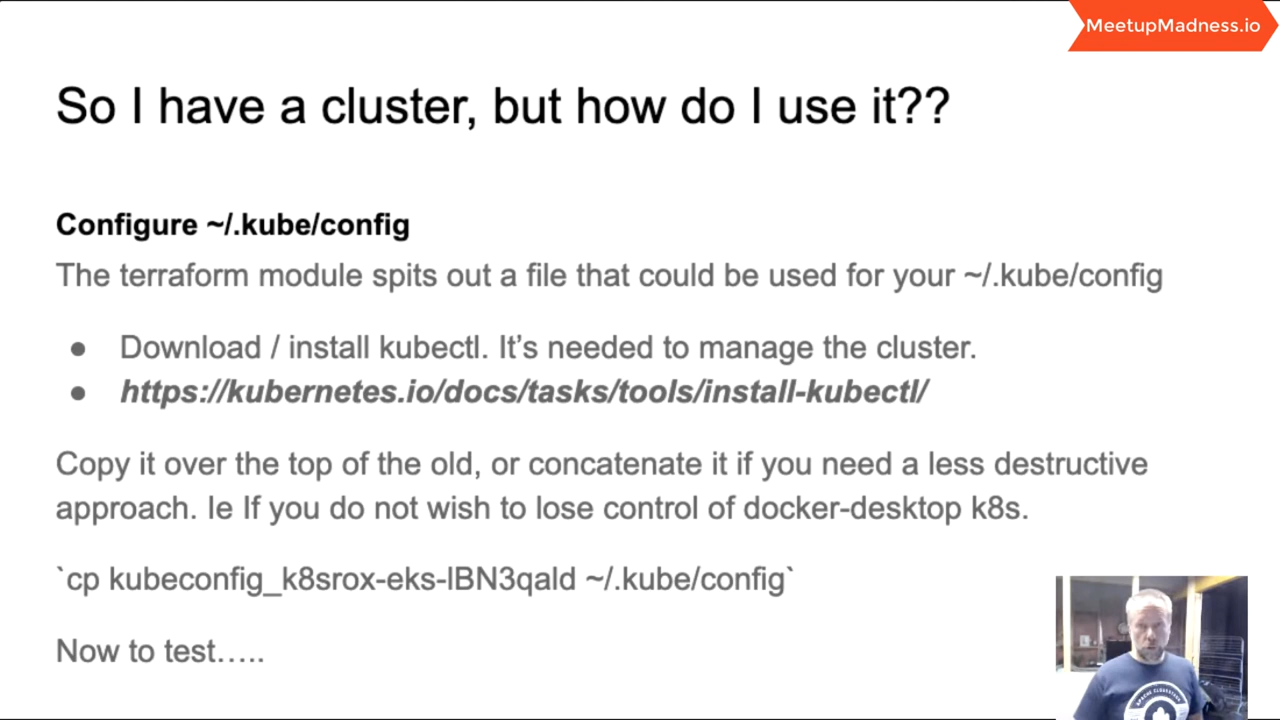 MeetupMadness.io
So I have a cluster, but how do I use it??
Configure ~/.kube/config
The terraform module spits out a file that could be used for your ~/.kube/config
● Download / install kubectl. It’s needed to manage the cluster.
● https://kubernetes.io/docs/tasks/tools/install-kubectl/
Copy it over the top of the old, or concatenate it if you need a less destructive
approach. Ie If you do not wish to lose control of docker-desktop k8s.
`cp kubeconfig_k8srox-eks-lBN3qald ~/.kube/config`
Now to test…..
APACHE CLOUDSTACK